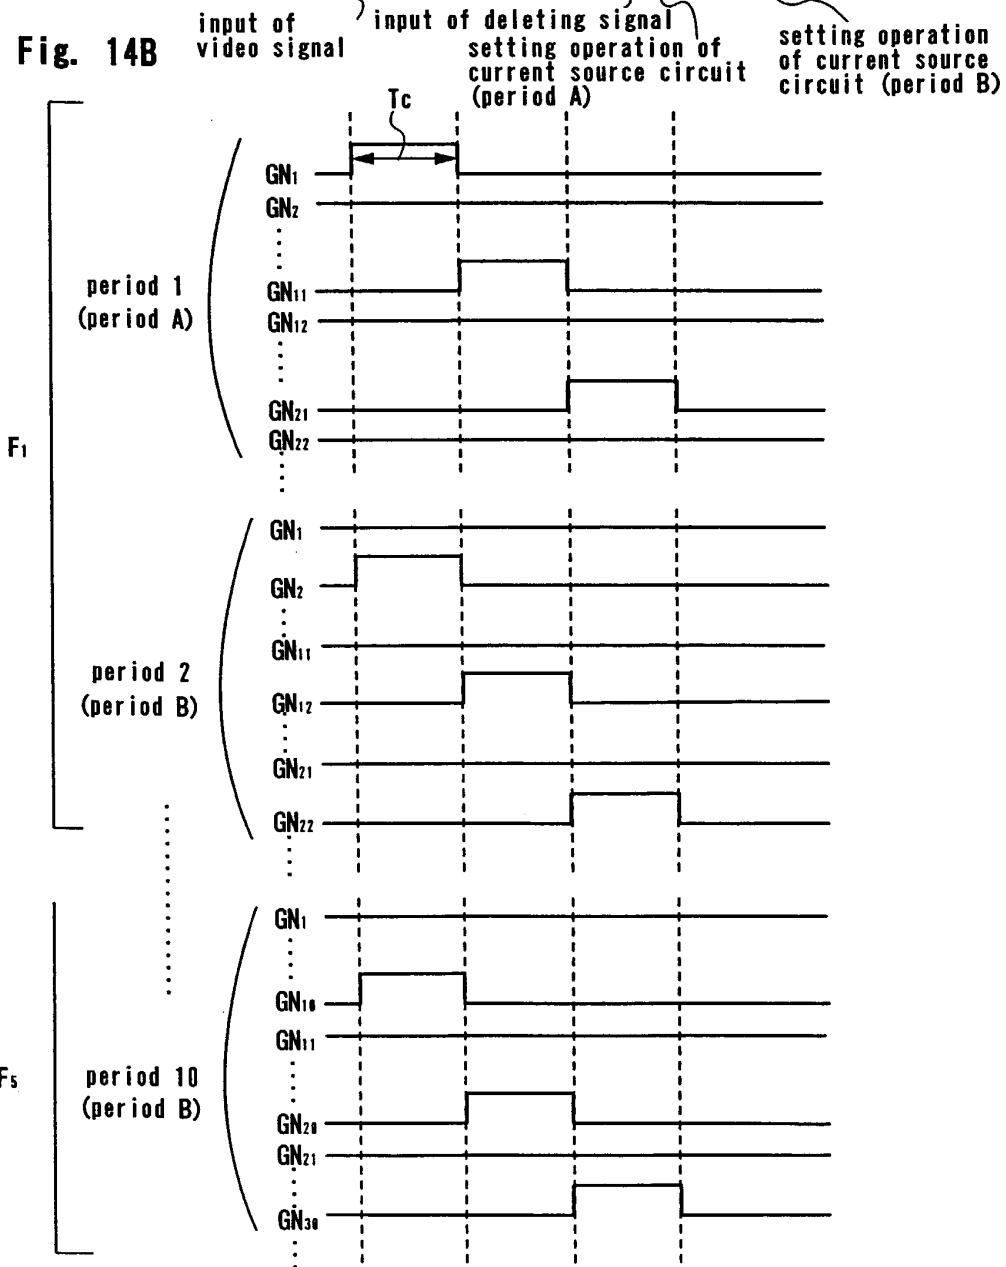 Fig. 14B
input of
video signal
input of deleting signal
setting operation of
current source circuit
(period A)
setting operation
of current source
circuit (period B)
Tc
GN1
GN2
GN11
GN12
GN21
GN22
period 1
(period A)
F1
GN1
GN2
GN11
GN12
GN21
GN22
period 2
(period B)
GN1
GN10
GN11
GN20
GN21
GN30
period 10
(period B)
F5